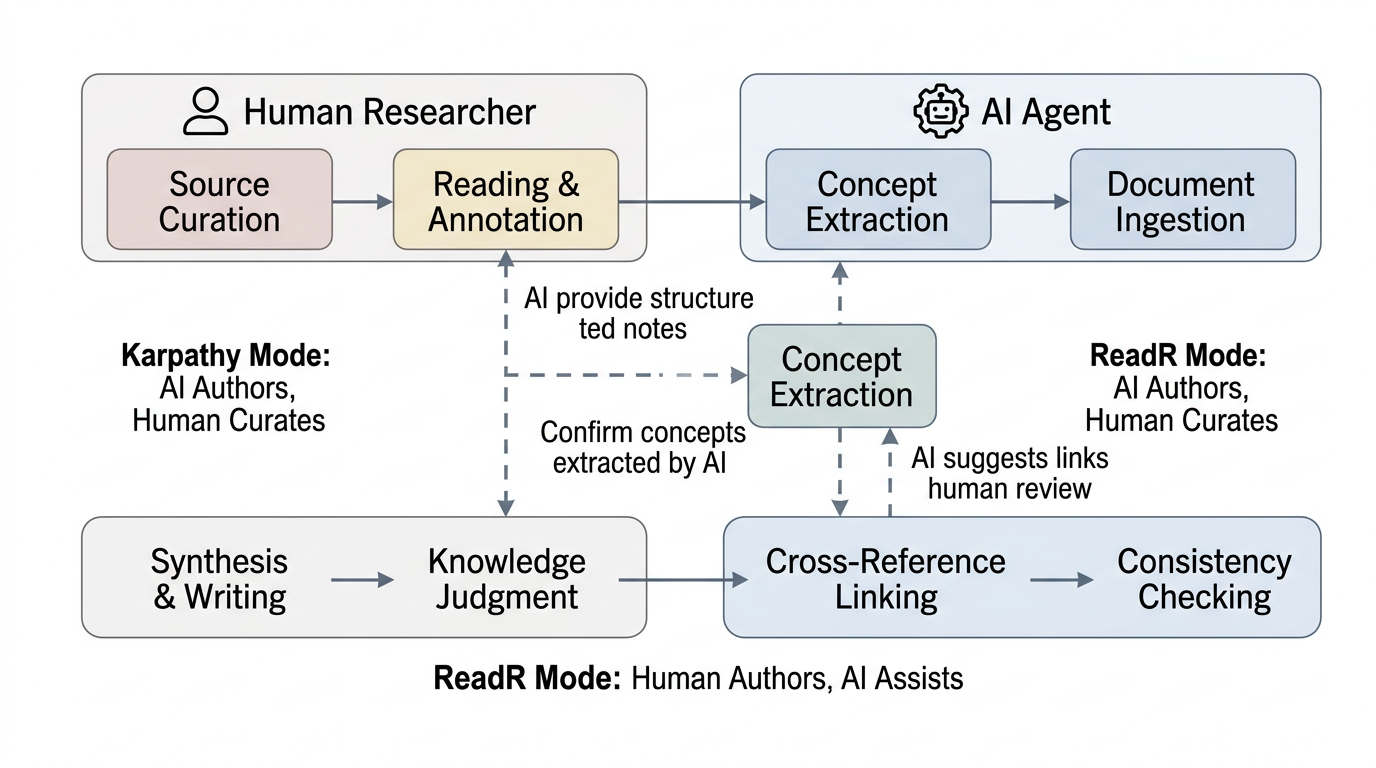 Human Researcher
AI Agent
Source
Curation
Reading &
Annotation
Concept
Extraction
Document
Ingestion
AI provide structure
ted notes
Karpathy Mode:
AI Authors,
Human Curates
Concept
Extraction
ReadR Mode:
AI Authors,
Human Curates
Confirm concepts
extracted by AI
AI suggests links
human review
Synthesis
& Writing
Knowledge
Judgment
Cross-Reference
Linking
Consistency
Checking
ReadR Mode: Human Authors, AI Assists